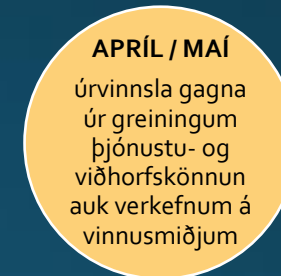 APRÍL / MAÍ
úrvinnsla gagna
úr greiningum
þjónustu- og
viðhorfskönnun
auk verkefnum á
vinnusmiðjum